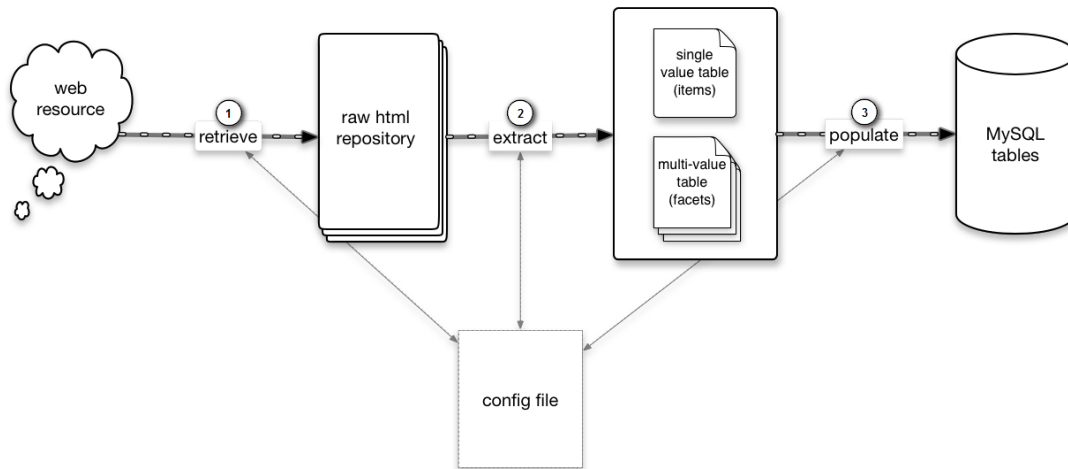 web
resource
1
retrieve
raw html
repository
2
extract
single
value table
(items)
multi-value
table
(facets)
3
populate
MySQL
tables
config file